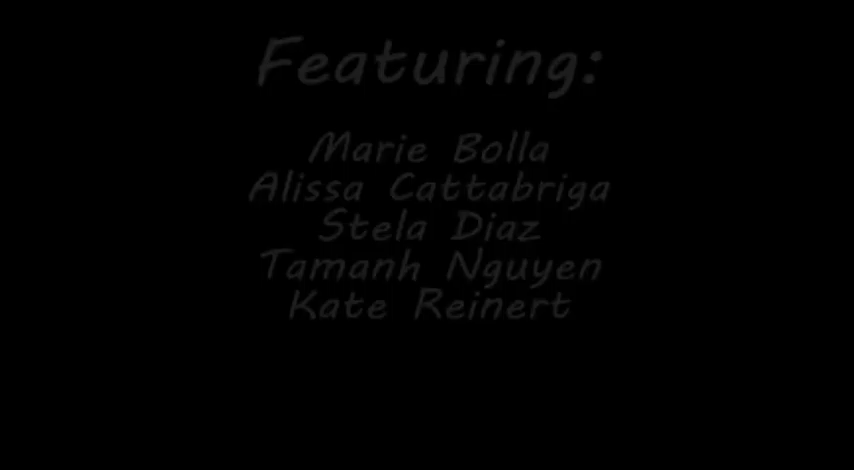 Featuring:
Marie Bolla
Alissa Cattabriga
Stela Diaz
Tamanh Nguyen
Kate Reinert